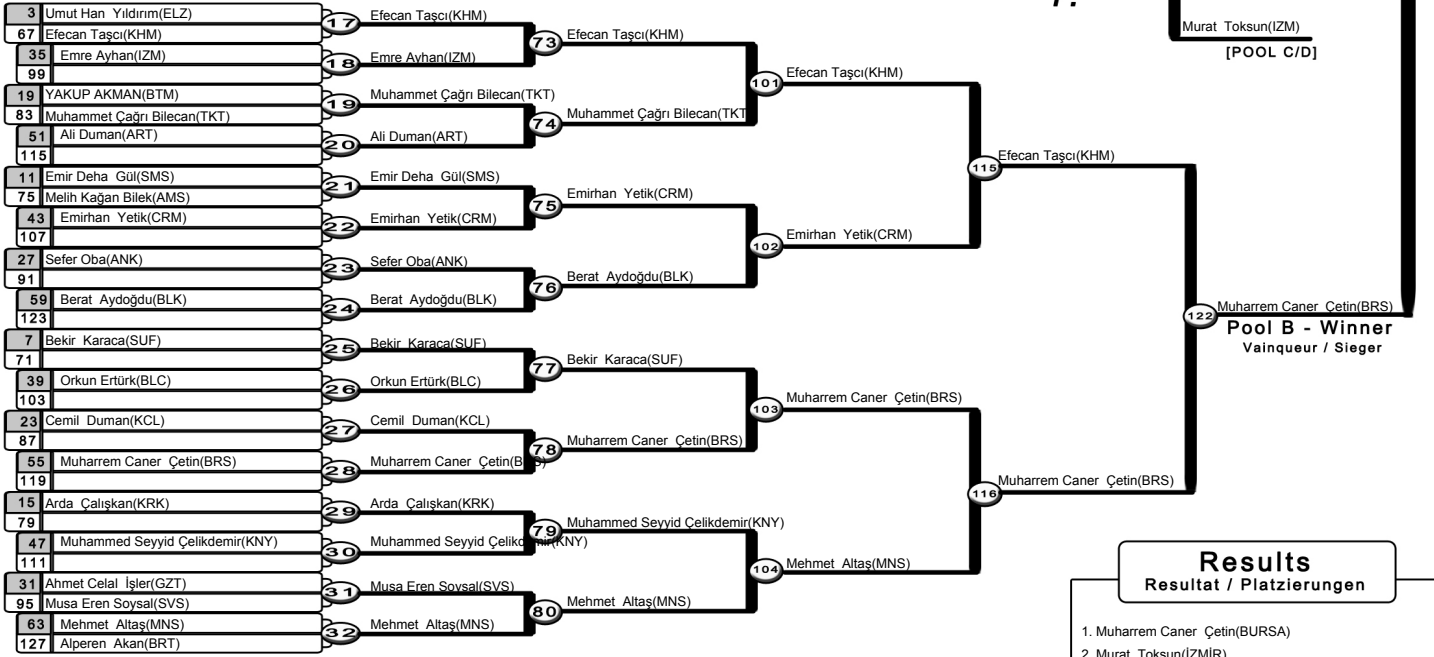 3 Umut Han Yıldırım(ELZ)
67 Efecan Taşcı(KHM)
35 Emre Ayhan(IZM)
99
19 YAKUP AKMAN(BTM)
83 Muhammet Çağrı Bilecan(TKT)
51 Ali Duman(ART)
115
11 Emir Deha Gül(SMS)
75 Melih Kağan Bilek(AMS)
43 Emirhan Yetik(CRM)
107
27 Sefer Oba(ANK)
91
59 Berat Aydoğdu(BLK)
123
7 Bekir Karaca(SUF)
71
39 Orkun Ertürk(BLC)
103
23 Cemil Duman(KCL)
87
55 Muharrem Caner Çetin(BRS)
119
15 Arda Çalışkan(KRK)
79
47 Muhammed Seyyid Çelikdemir(KNY)
111
31 Ahmet Celal İşler(GZT)
95 Musa Eren Soysal(SVS)
63 Mehmet Altaş(MNS)
127 Alperen Akan(BRT)
17 Efecan Taşcı(KHM)
18 Emre Ayhan(IZM)
19 Muhammet Çağrı Bilecan(TKT)
20 Ali Duman(ART)
21 Emir Deha Gül(SMS)
22 Emirhan Yetik(CRM)
23 Sefer Oba(ANK)
24 Berat Aydoğdu(BLK)
25 Bekir Karaca(SUF)
26 Orkun Ertürk(BLC)
27 Cemil Duman(KCL)
28 Muharrem Caner Çetin(BRS)
29 Arda Çalışkan(KRK)
30 Muhammed Seyyid Çelikdemir(KNY)
31 Musa Eren Soysal(SVS)
32 Mehmet Altaş(MNS)
73 Efecan Taşcı(KHM)
74 Muhammet Çağrı Bilecan(TKT
75 Emirhan Yetik(CRM)
76 Berat Aydoğdu(BLK)
77 Bekir Karaca(SUF)
78 Muharrem Caner Çetin(BRS)
79 Muhammed Seyyid Çelikdemir(KNY)
80 Mehmet Altaş(MNS)
101 Efecan Taşcı(KHM)
102 Emirhan Yetik(CRM)
103 Muharrem Caner Çetin(BRS)
104 Mehmet Altaş(MNS)
115 Efecan Taşcı(KHM)
116 Muharrem Caner Çetin(BRS)
122 Muharrem Caner Çetin(BRS)
Pool B - Winner
Vainqueur / Sieger
Murat Toksun(IZM)
[POOL C/D]
Results
Resultat / Platzierungen
1. Muharrem Caner Çetin(BURSA)
2. Murat Toksun(İZMİR)